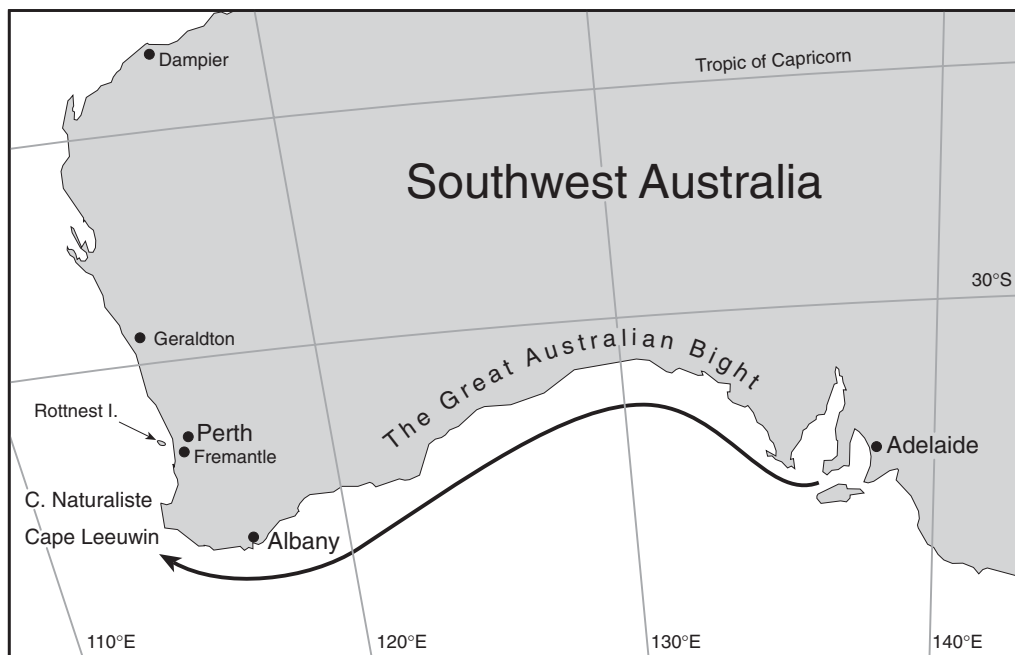 Dampier
Tropic of Capricorn
Southwest Australia
30°S
Geraldton
The Great Australian Bight
Rottnest I.
Perth
Fremantle
Adelaide
C. Naturaliste
Cape Leeuwin
Albany
110°E
120°E
130°E
140°E